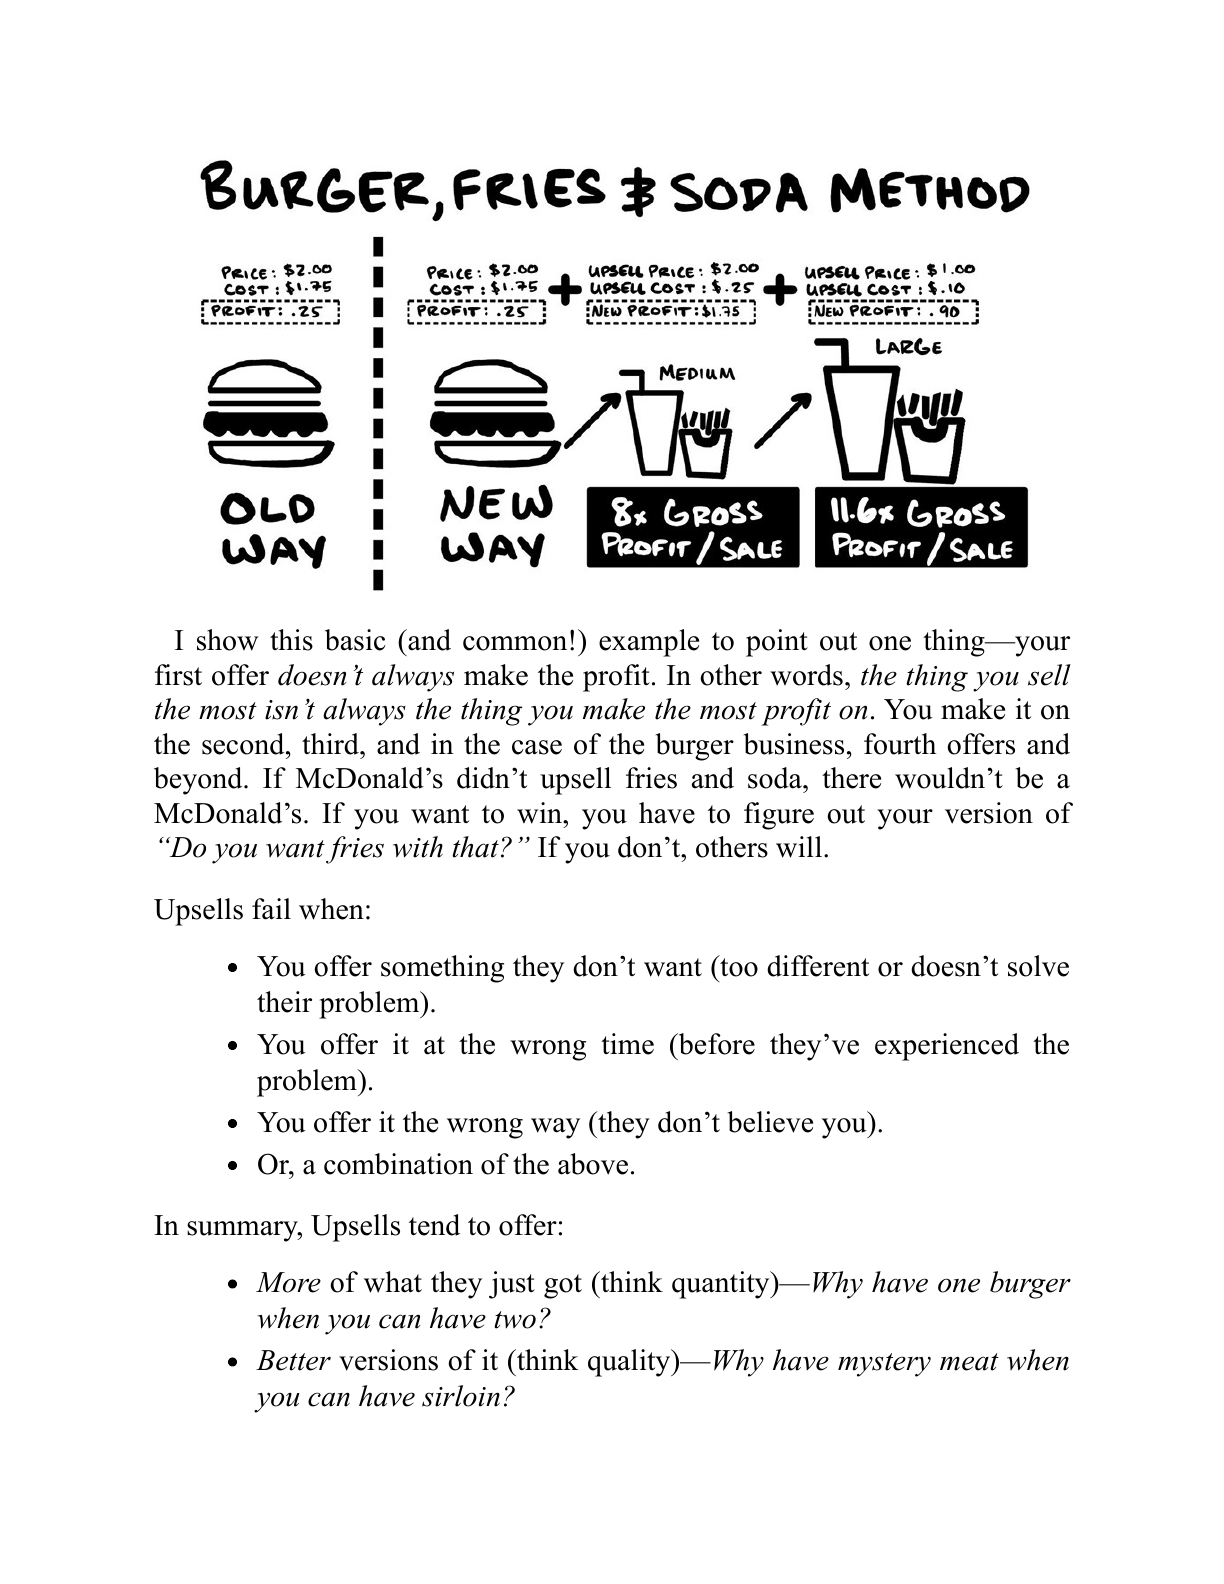 BURGER, FRIES & SODA METHOD
PRICE: $2.00
COST: $1.75
PROFIT: .25
OLD
WAY
PRICE: $2.00
COST: $1.75
PROFIT: .25
NEW
WAY
+
UPSELL PRICE: $2.00
UPSELL COST: $.25
NEW PROFIT: $1.75
MEDIUM
8x GROSS
PROFIT/SALE
+
UPSELL PRICE: $1.00
UPSELL COST: $.10
NEW PROFIT: .90
LARGE
11.6x GROSS
PROFIT/SALE
I show this basic (and common!) example to point out one thing—your
first offer doesn’t always make the profit. In other words, the thing you sell
the most isn’t always the thing you make the most profit on. You make it on
the second, third, and in the case of the burger business, fourth offers and
beyond. If McDonald’s didn’t upsell fries and soda, there wouldn’t be a
McDonald’s. If you want to win, you have to figure out your version of
“Do you want fries with that?” If you don’t, others will.
Upsells fail when:
• You offer something they don’t want (too different or doesn’t solve
their problem).
• You offer it at the wrong time (before they’ve experienced the
problem).
• You offer it the wrong way (they don’t believe you).
• Or, a combination of the above.
In summary, Upsells tend to offer:
• More of what they just got (think quantity)—Why have one burger
when you can have two?
• Better versions of it (think quality)—Why have mystery meat when
you can have sirloin?